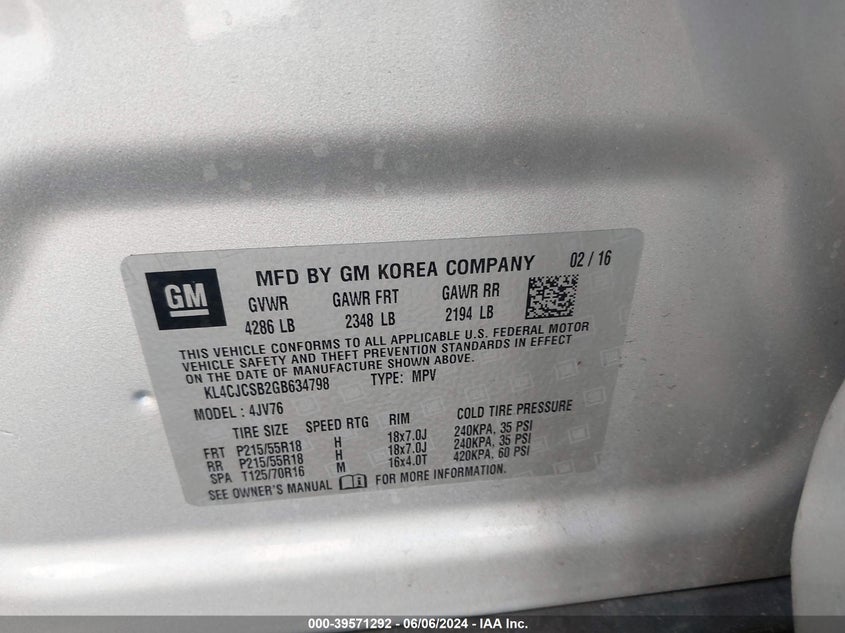 GM
MFD BY GM KOREA COMPANY 02 / 16
GVWR GAWR FRT GAWR RR
4286 LB 2348 LB 2194 LB
THIS VEHICLE CONFORMS TO ALL APPLICABLE U.S. FEDERAL MOTOR
VEHICLE SAFETY AND THEFT PREVENTION STANDARDS IN EFFECT
ON THE DATE OF MANUFACTURE SHOWN ABOVE.
KL4CJCSB2GB634798 TYPE: MPV
MODEL : 4JV76
TIRE SIZE SPEED RTG RIM COLD TIRE PRESSURE
FRT P215/55R18 H 18x7.0J 240KPA, 35 PSI
RR P215/55R18 H 18x7.0J 240KPA, 35 PSI
SPA T125/70R16 M 16x4.0T 420KPA, 60 PSI
SEE OWNER'S MANUAL FOR MORE INFORMATION.
000-39571292 - 06/06/2024 - IAA Inc.